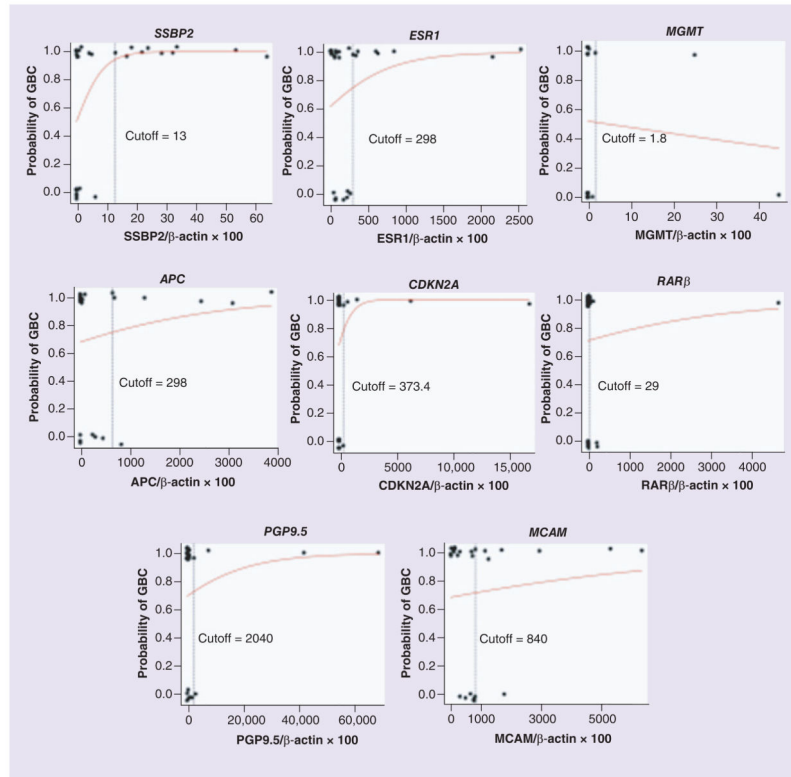 SSBP2
Probability of GBC
1.0
0.8
0.6
0.4
0.2
0.0
Cutoff = 13
0 10 20 30 40 50 60
SSBP2/β-actin × 100
ESR1
Probability of GBC
1.0
0.8
0.6
0.4
0.2
0.0
Cutoff = 298
0 500 1000 1500 2000 2500
ESR1/β-actin × 100
MGMT
Probability of GBC
1.0
0.8
0.6
0.4
0.2
0.0
Cutoff = 1.8
0 10 20 30 40
MGMT/β-actin × 100
APC
Probability of GBC
1.0
0.8
0.6
0.4
0.2
0.0
Cutoff = 298
0 1000 2000 3000 4000
APC/β-actin × 100
CDKN2A
Probability of GBC
1.0
0.8
0.6
0.4
0.2
0.0
Cutoff = 373.4
0 5000 10,000 15,000
CDKN2A/β-actin × 100
RARβ
Probability of GBC
1.0
0.8
0.6
0.4
0.2
0.0
Cutoff = 29
0 1000 2000 3000 4000
RARβ/β-actin × 100
PGP9.5
Probability of GBC
1.0
0.8
0.6
0.4
0.2
0.0
Cutoff = 2040
0 20,000 40,000 60,000
PGP9.5/β-actin × 100
MCAM
Probability of GBC
1.0
0.8
0.6
0.4
0.2
0.0
Cutoff = 840
0 1000 3000 5000
MCAM/β-actin × 100